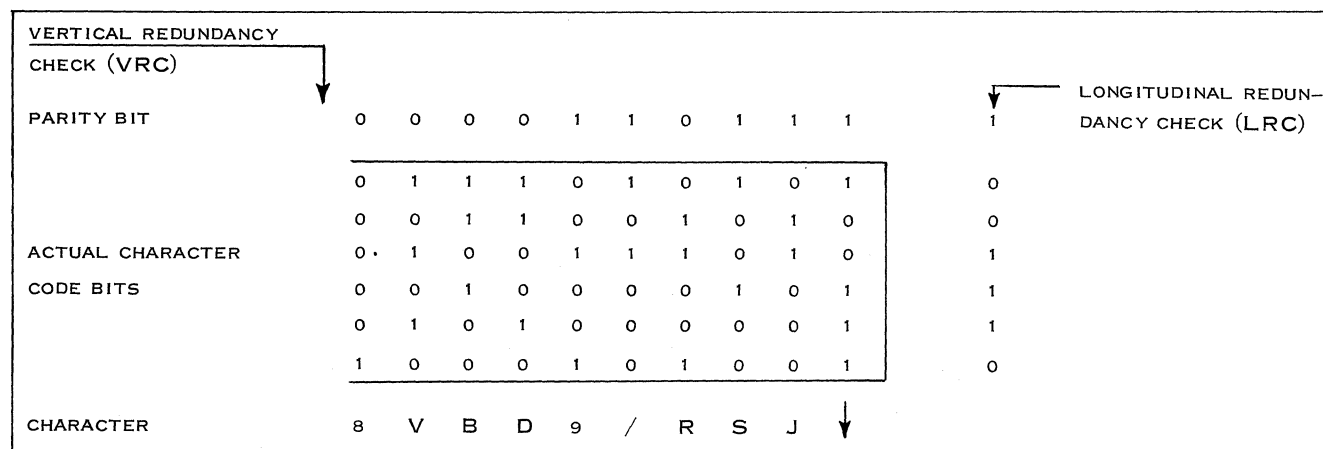 VERTICAL REDUNDANCY
CHECK (VRC)
LONGITUDINAL REDUN-
PARITY BIT 0 0 0 0 1 1 0 1 1 1 1 DANCY CHECK (LRC)
0 1 1 1 0 1 0 1 0 1 0
0 0 1 1 0 0 1 0 1 0 0
ACTUAL CHARACTER 0 1 0 0 1 1 1 0 1 0 1
CODE BITS 0 0 1 0 0 0 0 1 0 1 1
0 1 0 1 0 0 0 0 0 1 1
1 0 0 0 1 0 1 0 0 1 0
CHARACTER 8 V B D 9 / R S J ↓